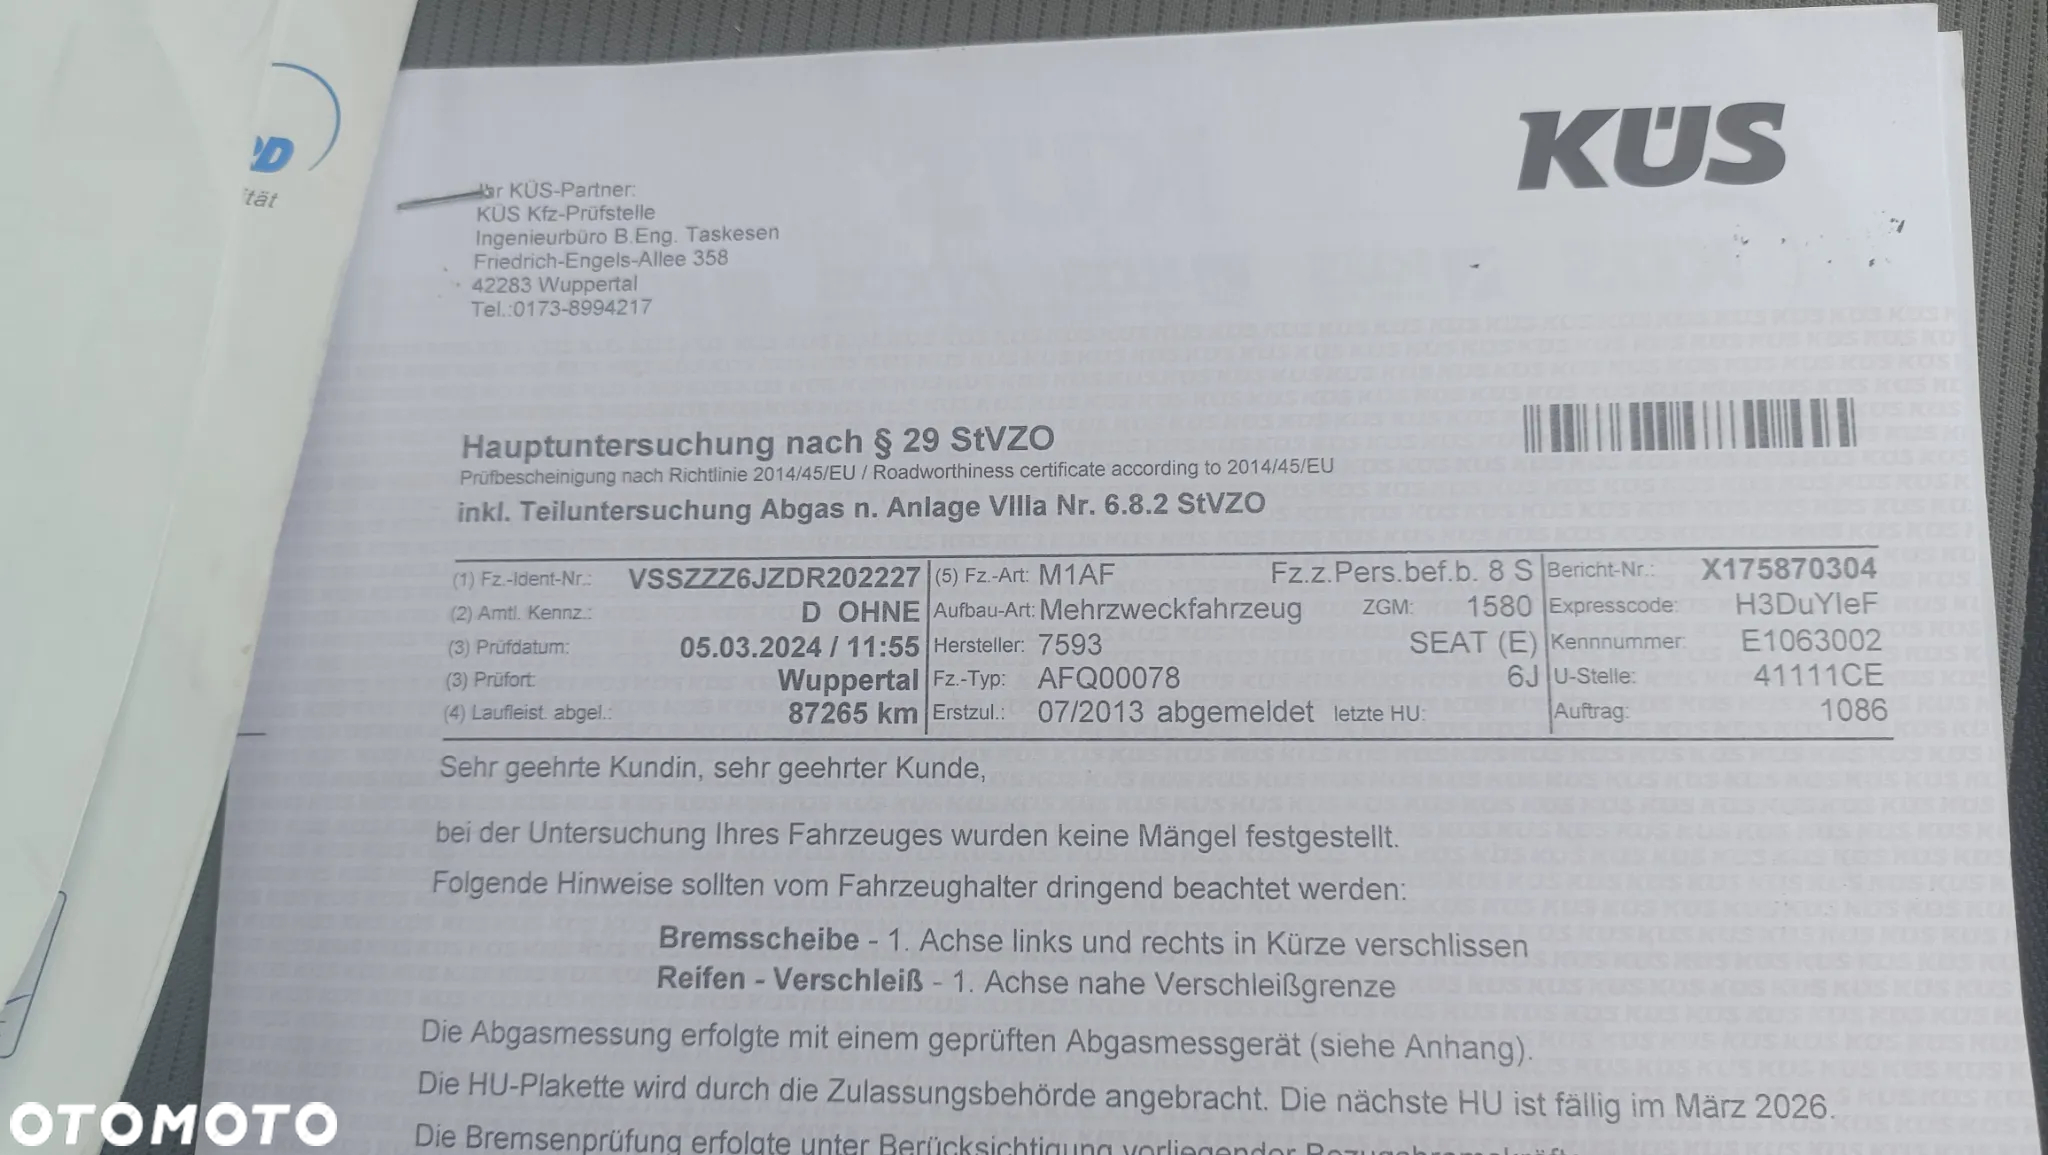 KÜS
D
ität
Ihr KÜS-Partner:
KÜS Kfz-Prüfstelle
Ingenieurbüro B.Eng. Taskesen
Friedrich-Engels-Allee 358
42283 Wuppertal
Tel.:0173-8994217
Hauptuntersuchung nach § 29 StVZO
Prüfbescheinigung nach Richtlinie 2014/45/EU / Roadworthiness certificate according to 2014/45/EU
inkl. Teiluntersuchung Abgas n. Anlage VIIIa Nr. 6.8.2 StVZO
(1) Fz.-Ident-Nr.: VSSZZZ6JZDR202227 (5) Fz.-Art: M1AF Fz.z.Pers.bef.b. 8 S Bericht-Nr.: X175870304
(2) Amtl. Kennz.: D OHNE Aufbau-Art: Mehrzweckfahrzeug ZGM: 1580 Expresscode: H3DuYIeF
(3) Prüfdatum: 05.03.2024 / 11:55 Hersteller: 7593 SEAT (E) Kennnummer: E1063002
(3) Prüfort: Wuppertal Fz.-Typ: AFQ00078 6J U-Stelle: 41111CE
(4) Laufleist. abgel.: 87265 km Erstzul.: 07/2013 abgemeldet letzte HU: Auftrag: 1086
Sehr geehrte Kundin, sehr geehrter Kunde,
bei der Untersuchung Ihres Fahrzeuges wurden keine Mängel festgestellt.
Folgende Hinweise sollten vom Fahrzeughalter dringend beachtet werden:
Bremsscheibe - 1. Achse links und rechts in Kürze verschlissen
Reifen - Verschleiß - 1. Achse nahe Verschleißgrenze
Die Abgasmessung erfolgte mit einem geprüften Abgasmessgerät (siehe Anhang).
Die HU-Plakette wird durch die Zulassungsbehörde angebracht. Die nächste HU ist fällig im März 2026.
Die Bremsenprüfung erfolgte unter Berücksichtigung vorliegender
OTOMOTO